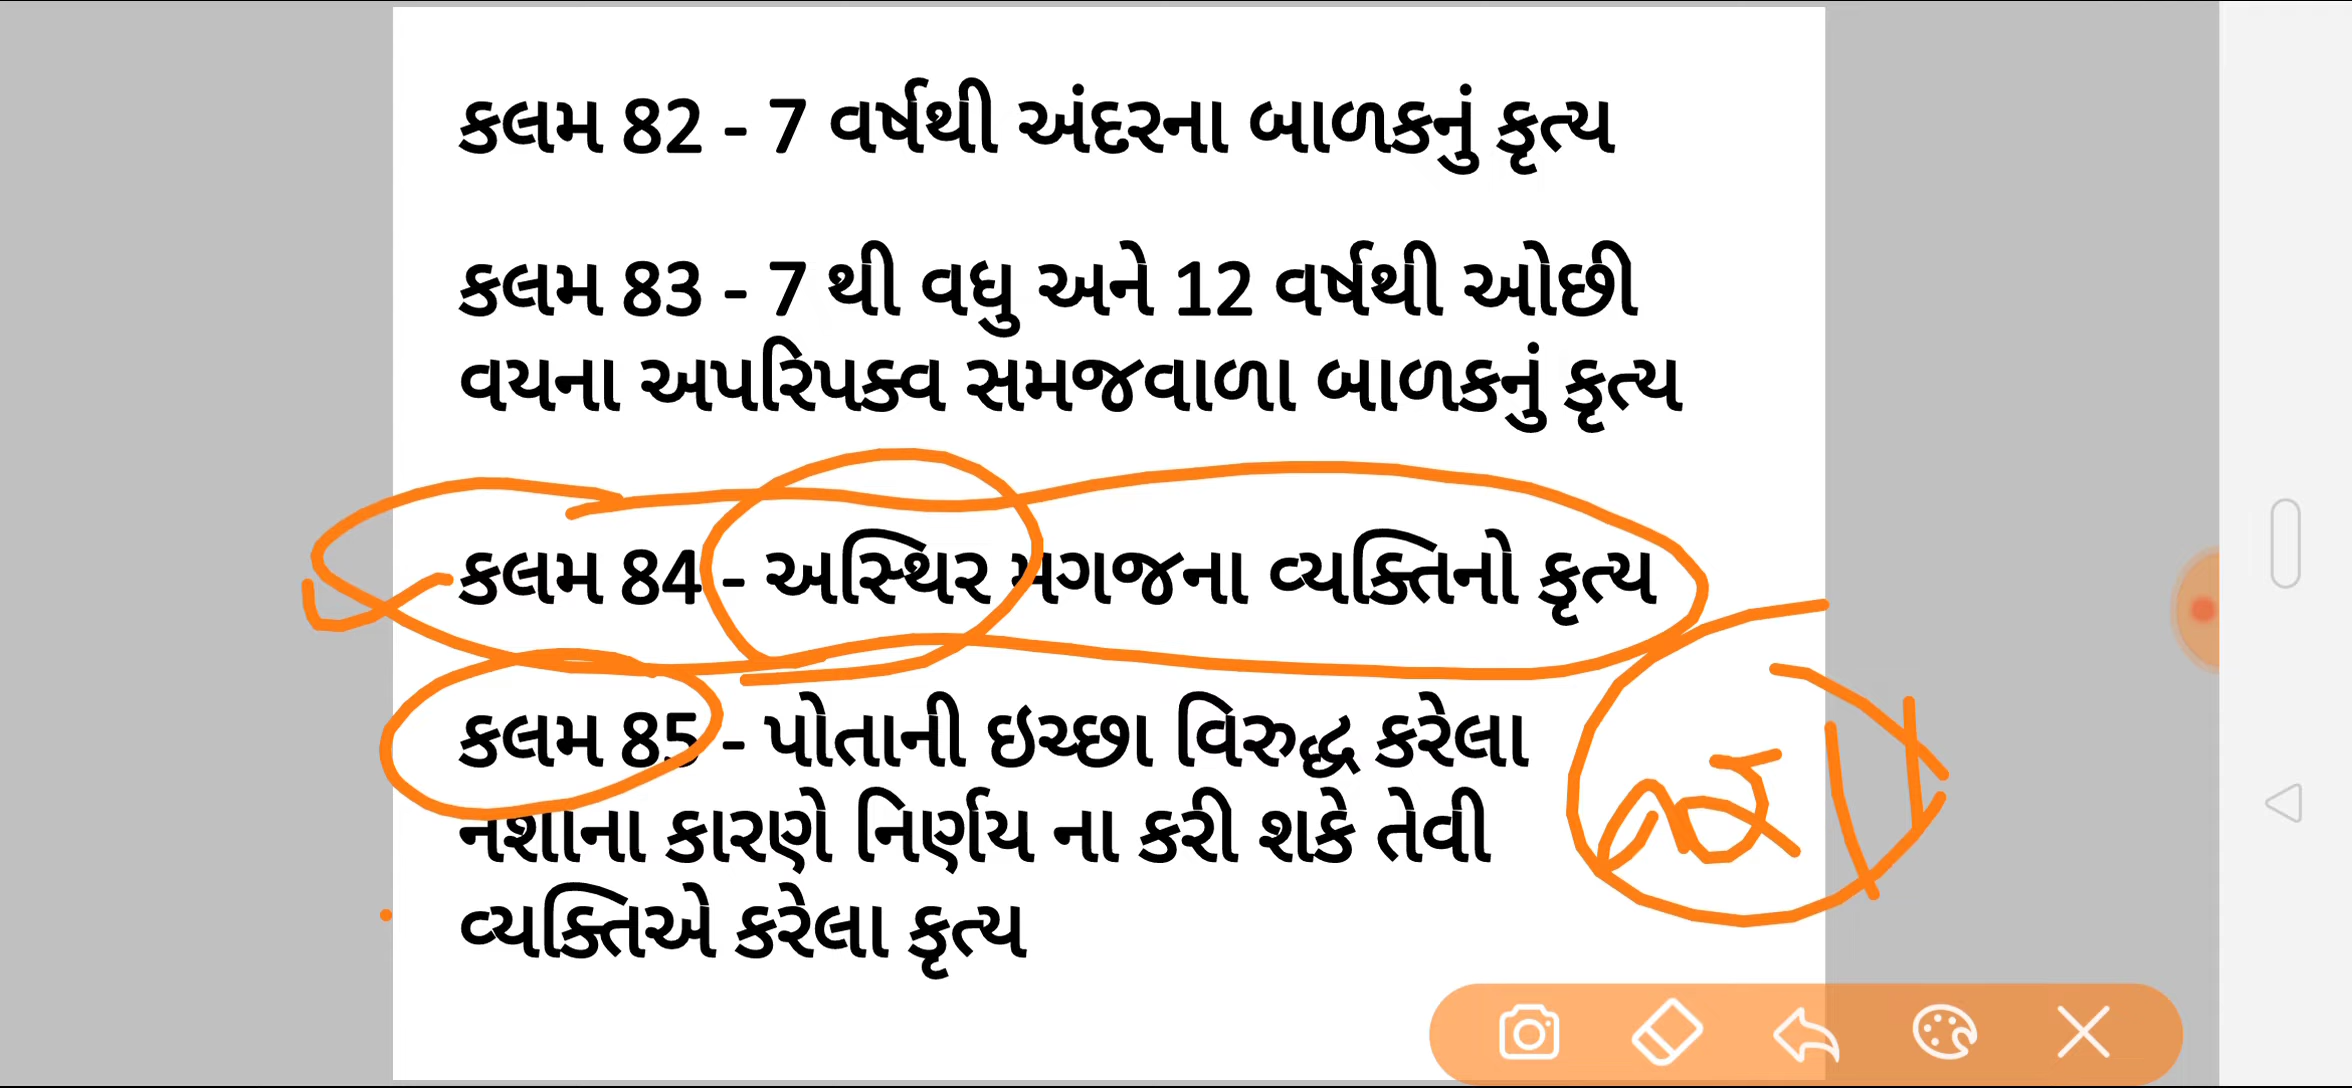 કલમ 82 - 7 વર્ષથી અંદરના બાળકનું કૃત્ય
કલમ 83 - 7 થી વધુ અને 12 વર્ષથી ઓછી
વયના અપરિપક્વ સમજવાળા બાળકનું કૃત્ય
કલમ 84 - અસ્થિર મગજના વ્યક્તિનો કૃત્ય
કલમ 85 - પોતાની ઇચ્છા વિરુદ્ધ કરેલા
નશાના કારણે નિર્ણય ના કરી શકે તેવી
વ્યક્તિએ કરેલા કૃત્ય